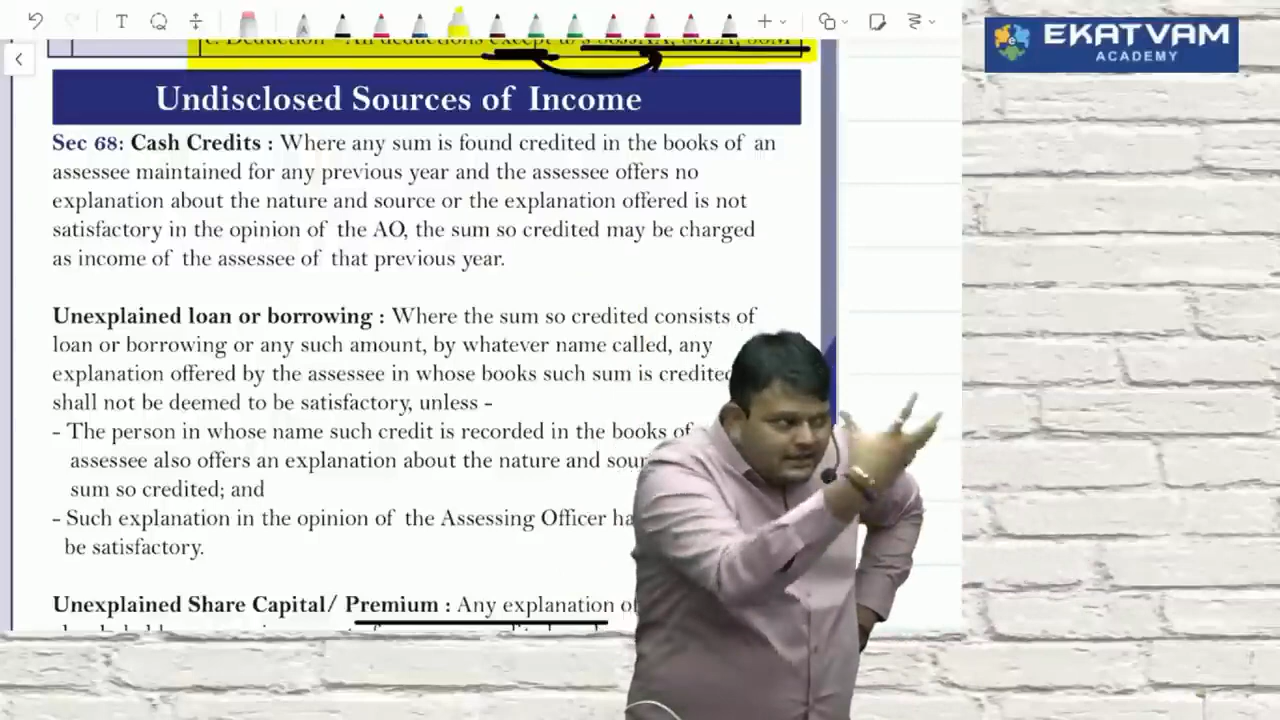 c. Deduction - All deductions except u/s 80JJAA, 80LA, 80M
EKATVAM
ACADEMY
Undisclosed Sources of Income
Sec 68: Cash Credits : Where any sum is found credited in the books of an
assessee maintained for any previous year and the assessee offers no
explanation about the nature and source or the explanation offered is not
satisfactory in the opinion of the AO, the sum so credited may be charged
as income of the assessee of that previous year.
Unexplained loan or borrowing : Where the sum so credited consists of
loan or borrowing or any such amount, by whatever name called, any
explanation offered by the assessee in whose books such sum is credited
shall not be deemed to be satisfactory, unless -
- The person in whose name such credit is recorded in the books of
assessee also offers an explanation about the nature and
sum so credited; and
- Such explanation in the opinion of the Assessing Officer
be satisfactory.
Unexplained Share Capital/ Premium : Any explanation